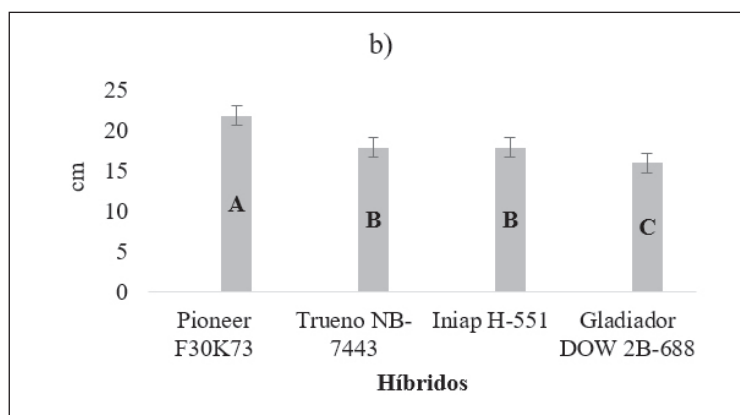 b)
25
20
15
10
5
0
cm
A
B
B
C
Pioneer F30K73
Trueno NB-7443
Iniap H-551
Gladiador DOW 2B-688
Híbridos